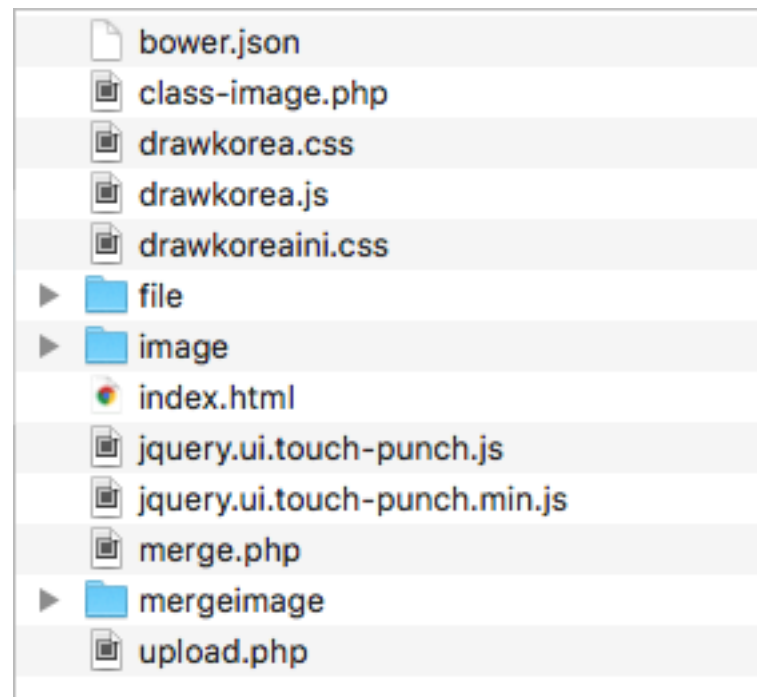 bower.json
class-image.php
drawkorea.css
drawkorea.js
drawkoreaini.css
file
image
index.html
jquery.ui.touch-punch.js
jquery.ui.touch-punch.min.js
merge.php
mergeimage
upload.php